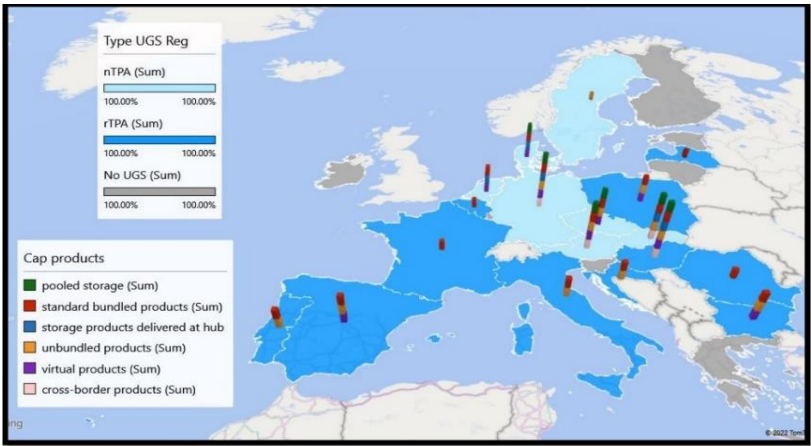 Type UGS Reg
nTPA (Sum)
100.00% 100.00%
rTPA (Sum)
100.00% 100.00%
No UGS (Sum)
100.00% 100.00%
Cap products
pooled storage (Sum)
standard bundled products (Sum)
storage products delivered at hub
unbundled products (Sum)
virtual products (Sum)
cross-border products (Sum)
ng
© 2022